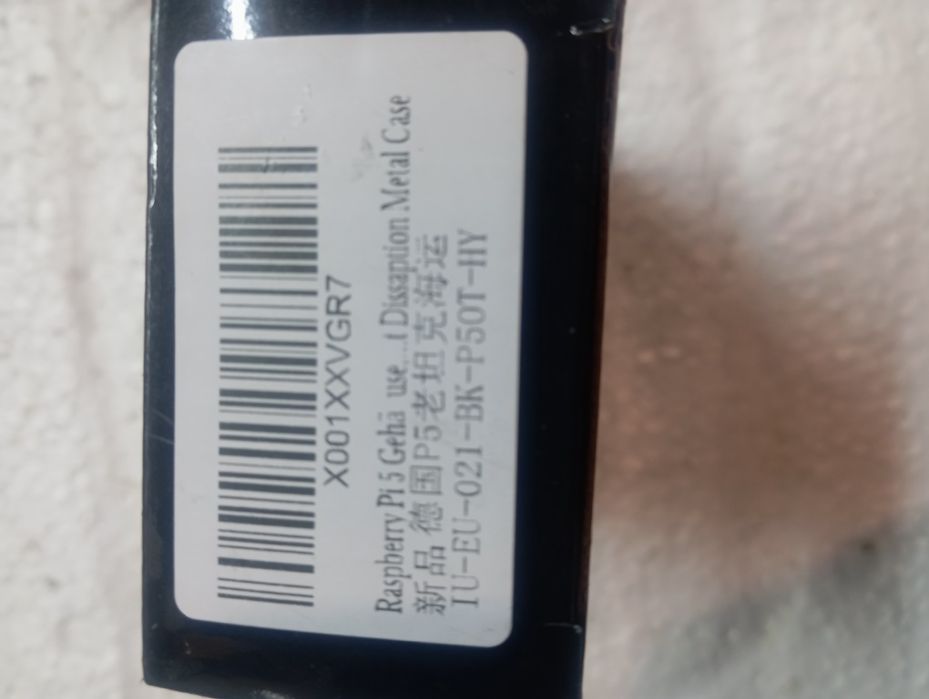 X001XXVGR7
Raspberry Pi 5 Gehä use...t Dissaption Metal Case
新品 德国P5老坦克海运
IU-EU-021-BK-P50T-HY